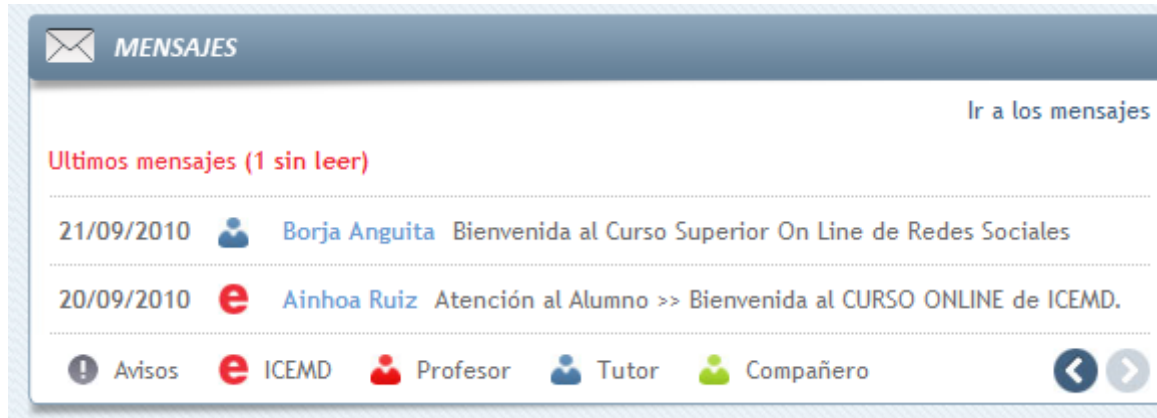 MENSAJES
Ir a los mensajes
Ultimos mensajes (1 sin leer)
21/09/2010 Borja Anguita Bienvenida al Curso Superior On Line de Redes Sociales
20/09/2010 e Ainhoa Ruiz Atención al Alumno >> Bienvenida al CURSO ONLINE de ICEMD.
! Avisos e ICEMD Profesor Tutor Compañero